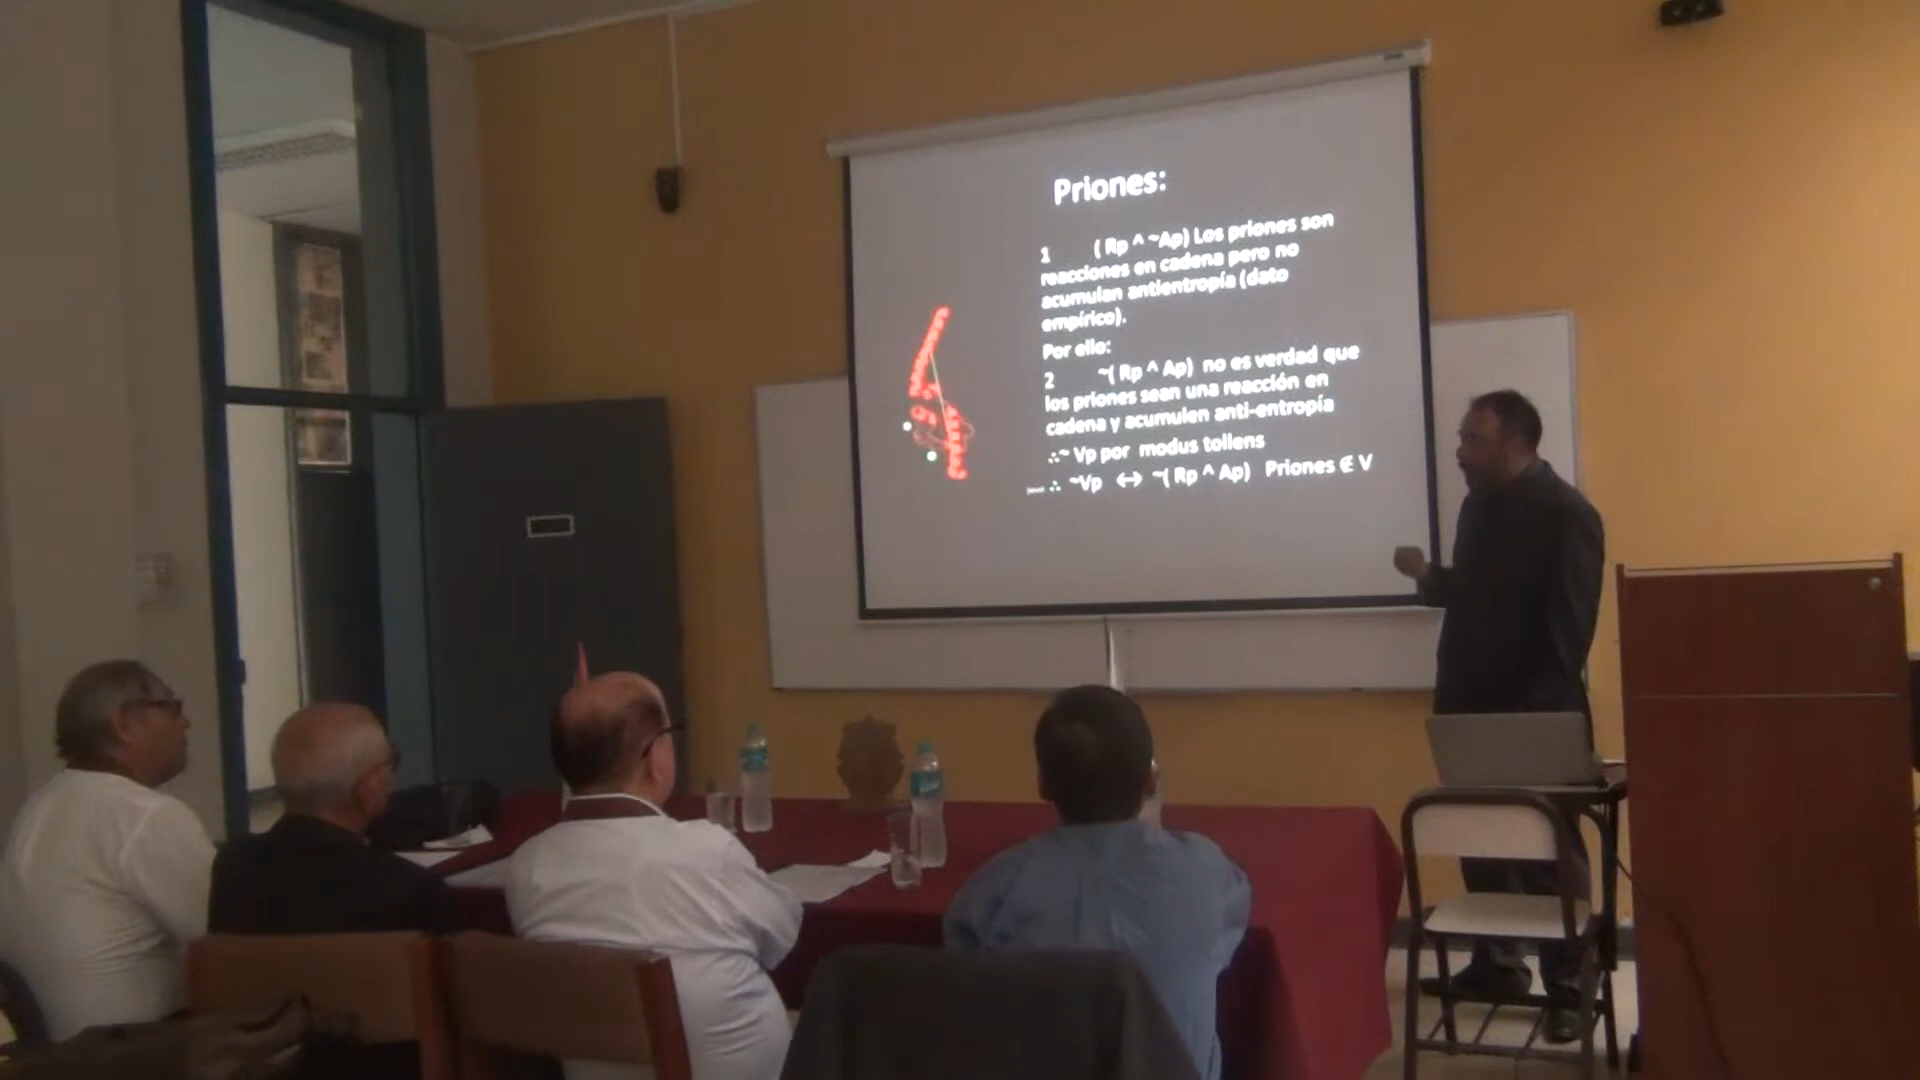 Priones:
1 ( Rp ^ ~Ap) Los priones son
reacciones en cadena pero no
acumulan antientropía (dato
empírico).
Por ello:
2 ~( Rp ^ Ap) no es verdad que
los priones sean una reacción en
cadena y acumulen anti-entropía
∴~ Vp por modus tollens
∴ ~Vp ↔ ~( Rp ^ Ap) Priones ∉ V